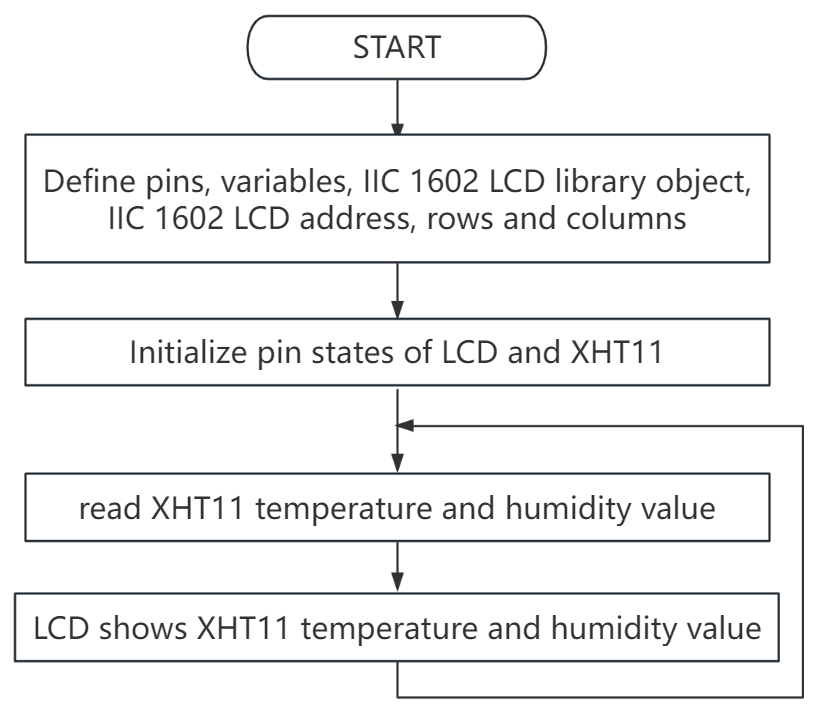 START
Define pins, variables, IIC 1602 LCD library object,
IIC 1602 LCD address, rows and columns
Initialize pin states of LCD and XHT11
read XHT11 temperature and humidity value
LCD shows XHT11 temperature and humidity value